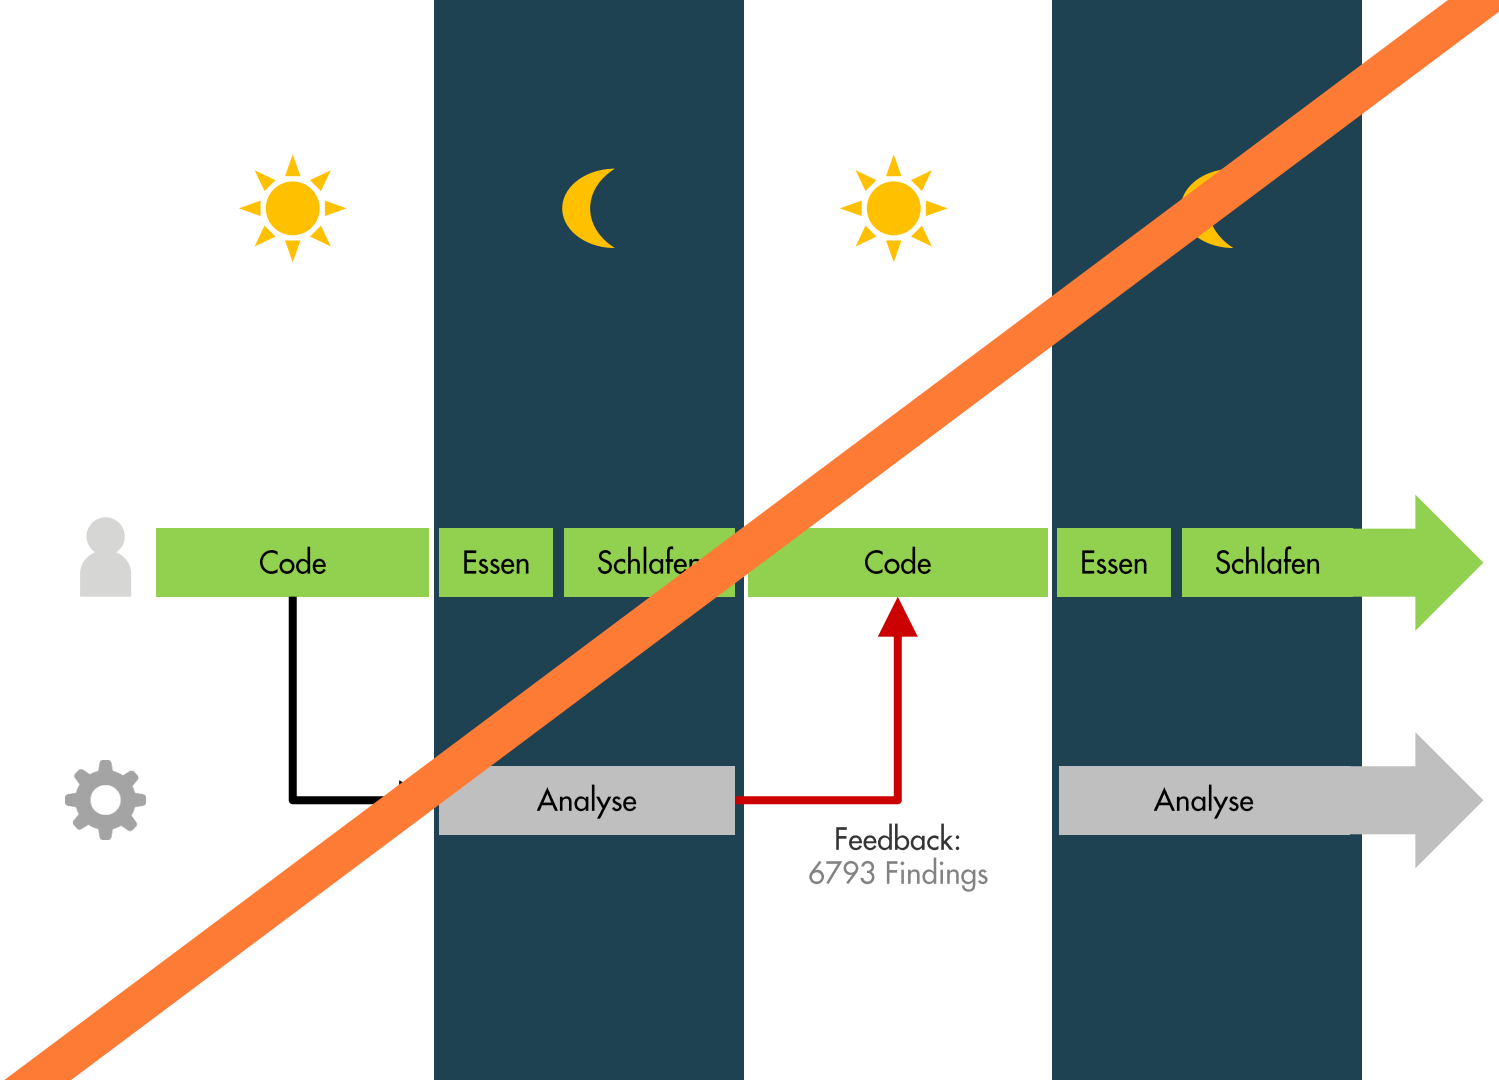 Code
Essen
Schlafen
Code
Essen
Schlafen
Analyse
Analyse
Feedback:
6793 Findings